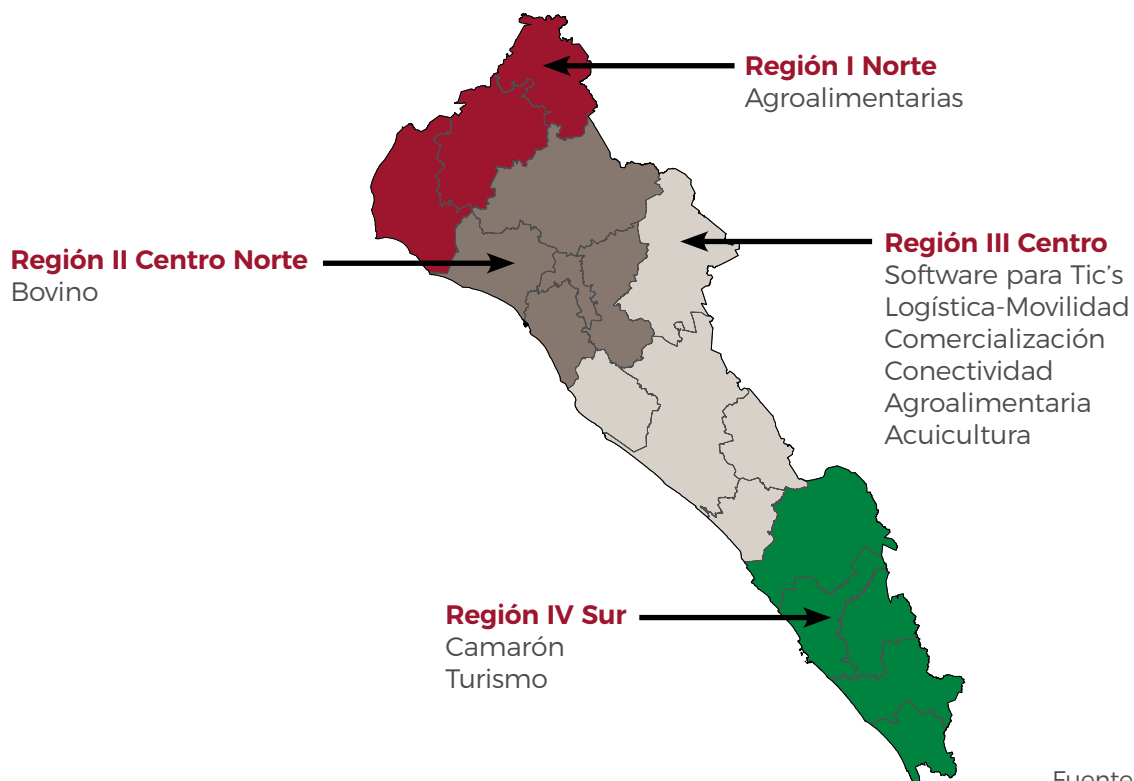 Región I Norte
Agroalimentarias
Región II Centro Norte
Bovino
Región III Centro
Software para Tic's
Logística-Movilidad
Comercialización
Conectividad
Agroalimentaria
Acuicultura
Región IV Sur
Camarón
Turismo
Fuente